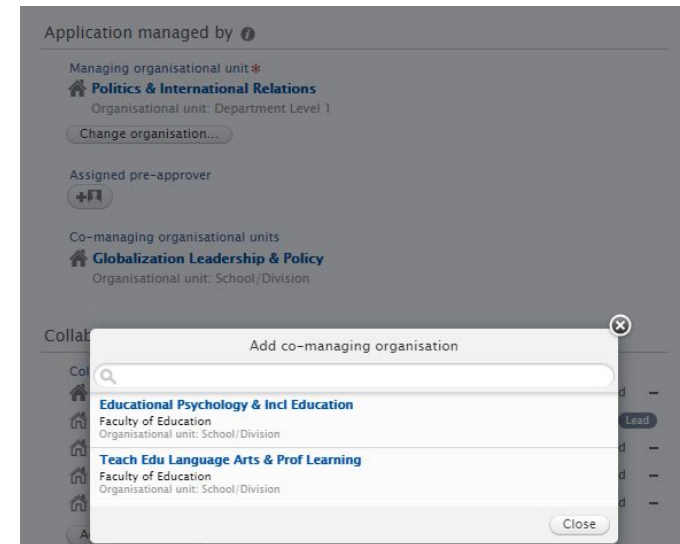 Application managed by
Managing organisational unit *
Politics & International Relations
Organisational unit: Department Level 1
Change organisation...
Assigned pre-approver
Co-managing organisational units
Globalization Leadership & Policy
Organisational unit: School/Division
Collab
Add co-managing organisation
Col
Educational Psychology & Incl Education
Faculty of Education
Organisational unit: School/Division
Lead
Teach Edu Language Arts & Prof Learning
Faculty of Education
Organisational unit: School/Division
Close